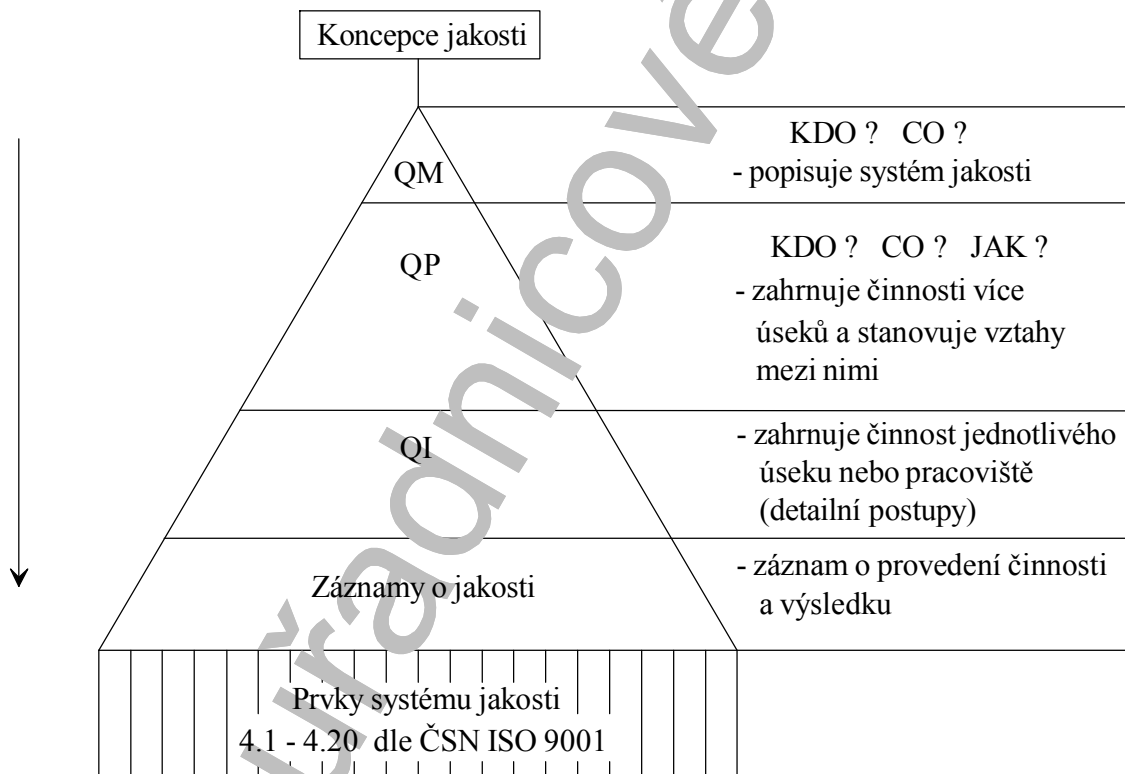 Koncepce jakosti
KDO ? CO ?
QM
- popisuje systém jakosti
KDO ? CO ? JAK ?
QP
- zahrnuje činnosti více
úseků a stanovuje vztahy
mezi nimi
QI
- zahrnuje činnost jednotlivého
úseku nebo pracoviště
(detailní postupy)
Záznamy o jakosti
- záznam o provedení činnosti
a výsledku
Prvky systému jakosti
4.1 - 4.20 dle ČSN ISO 9001